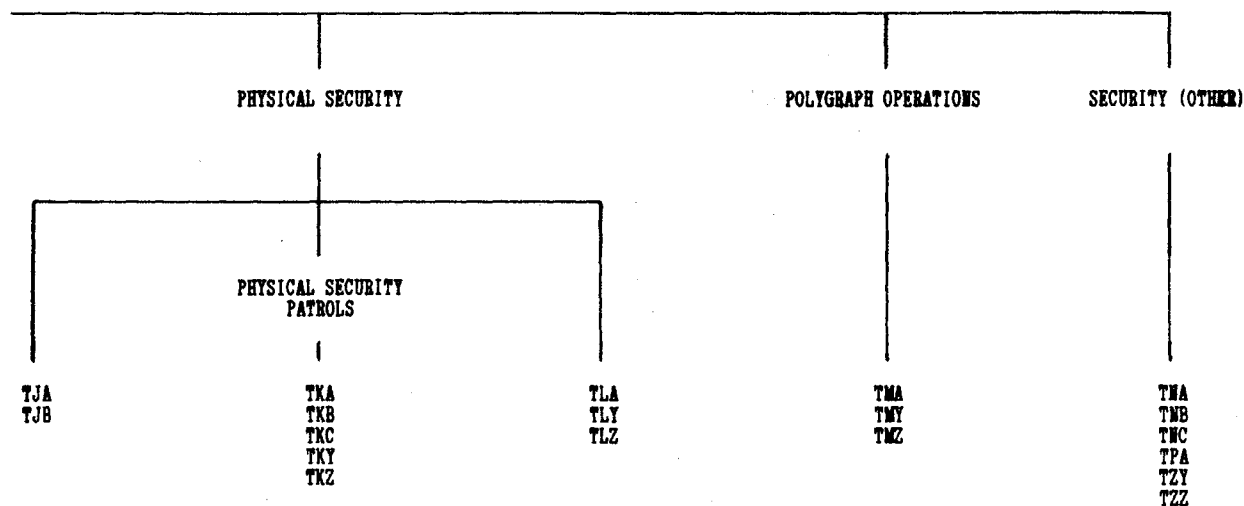 PHYSICAL SECURITY
POLYGRAPH OPERATIONS
SECURITY (OTHER)
PHYSICAL SECURITY
PATROLS
TJA
TJB
TKA
TKB
TKC
TKY
TKZ
TLA
TLY
TLZ
TMA
TMY
TMZ
TNA
TNB
TNC
TPA
TZY
TZZ